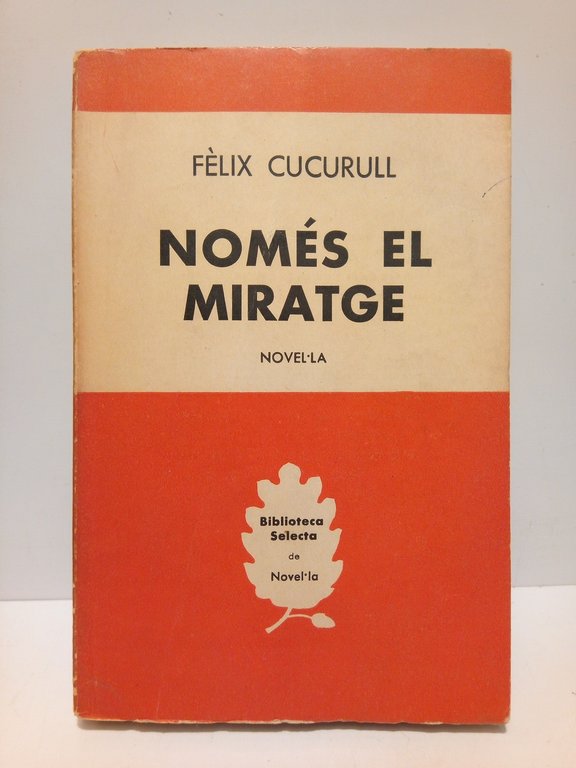 FÈLIX CUCURULL
NOMÉS EL
MIRATGE
NOVEL·LA
Biblioteca
Selecta
de
Novel·la